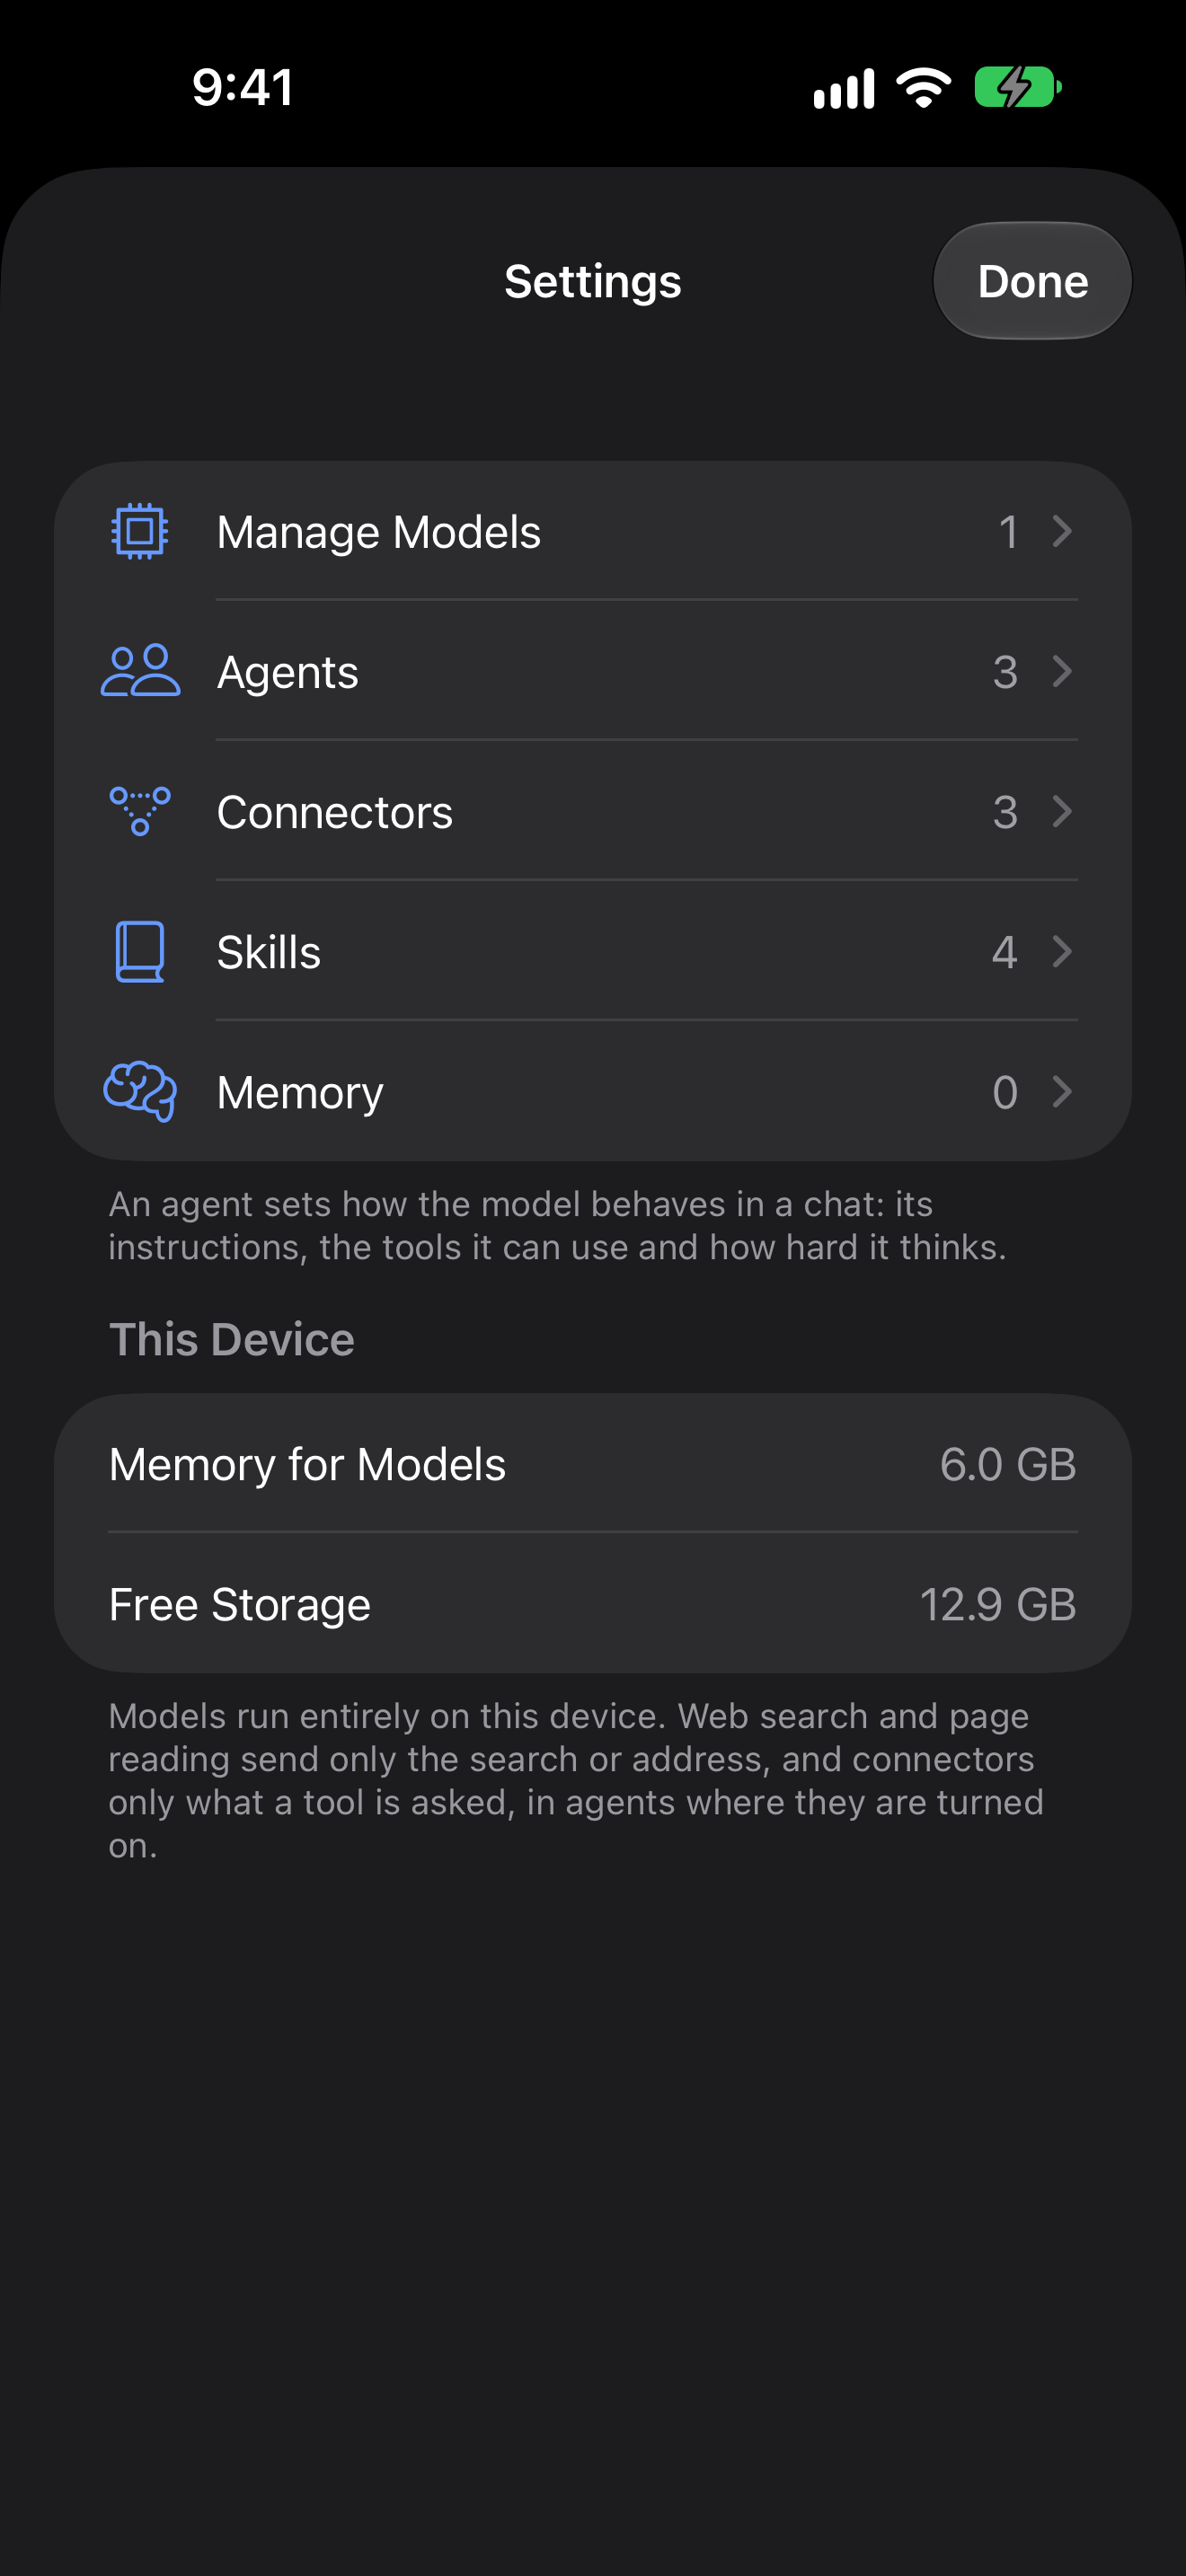 9:41
Settings
Done
Manage Models 1
Agents 3
Connectors 3
Skills 4
Memory 0
An agent sets how the model behaves in a chat: its
instructions, the tools it can use and how hard it thinks.
This Device
Memory for Models 6.0 GB
Free Storage 12.9 GB
Models run entirely on this device. Web search and page
reading send only the search or address, and connectors
only what a tool is asked, in agents where they are turned
on.